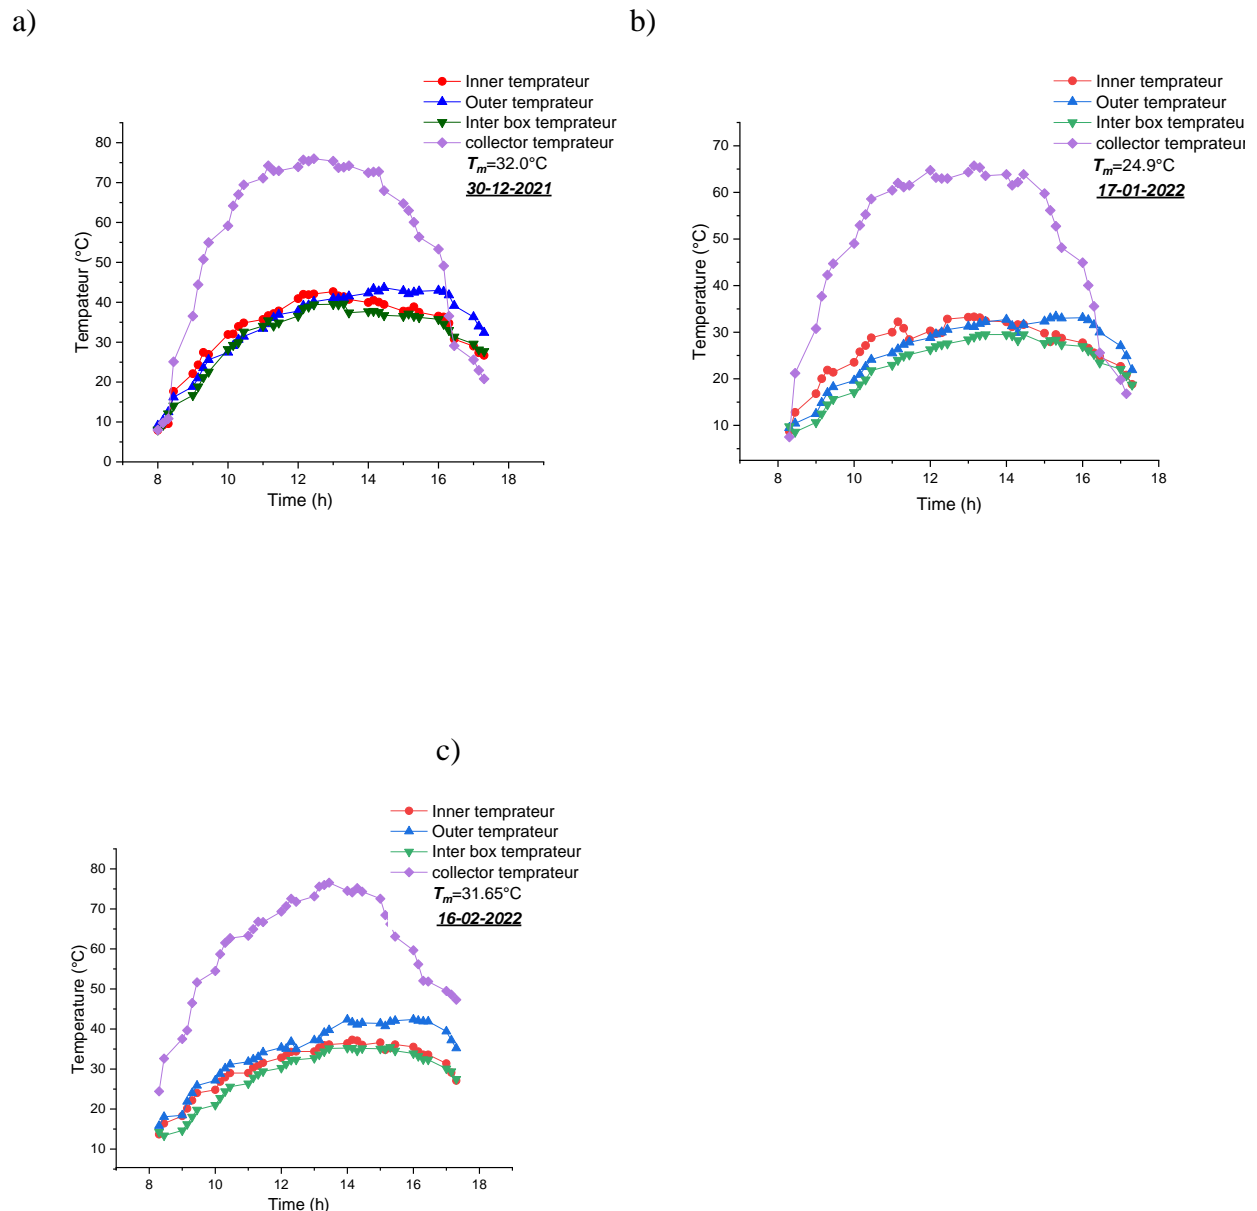 a)
Inner temprateur
Outer temprateur
Inter box temprateur
collector temprateur
Tm=32.0°C
30-12-2021
Tempateur (°C)
80
70
60
50
40
30
20
10
0
8 10 12 14 16 18
Time (h)
b)
Inner temprateur
Outer temprateur
Inter box temprateur
collector temprateur
Tm=24.9°C
17-01-2022
Temperature (°C)
70
60
50
40
30
20
10
8 10 12 14 16 18
Time (h)
c)
Inner temprateur
Outer temprateur
Inter box temprateur
collector temprateur
Tm=31.65°C
16-02-2022
Temperature (°C)
80
70
60
50
40
30
20
10
8 10 12 14 16 18
Time (h)